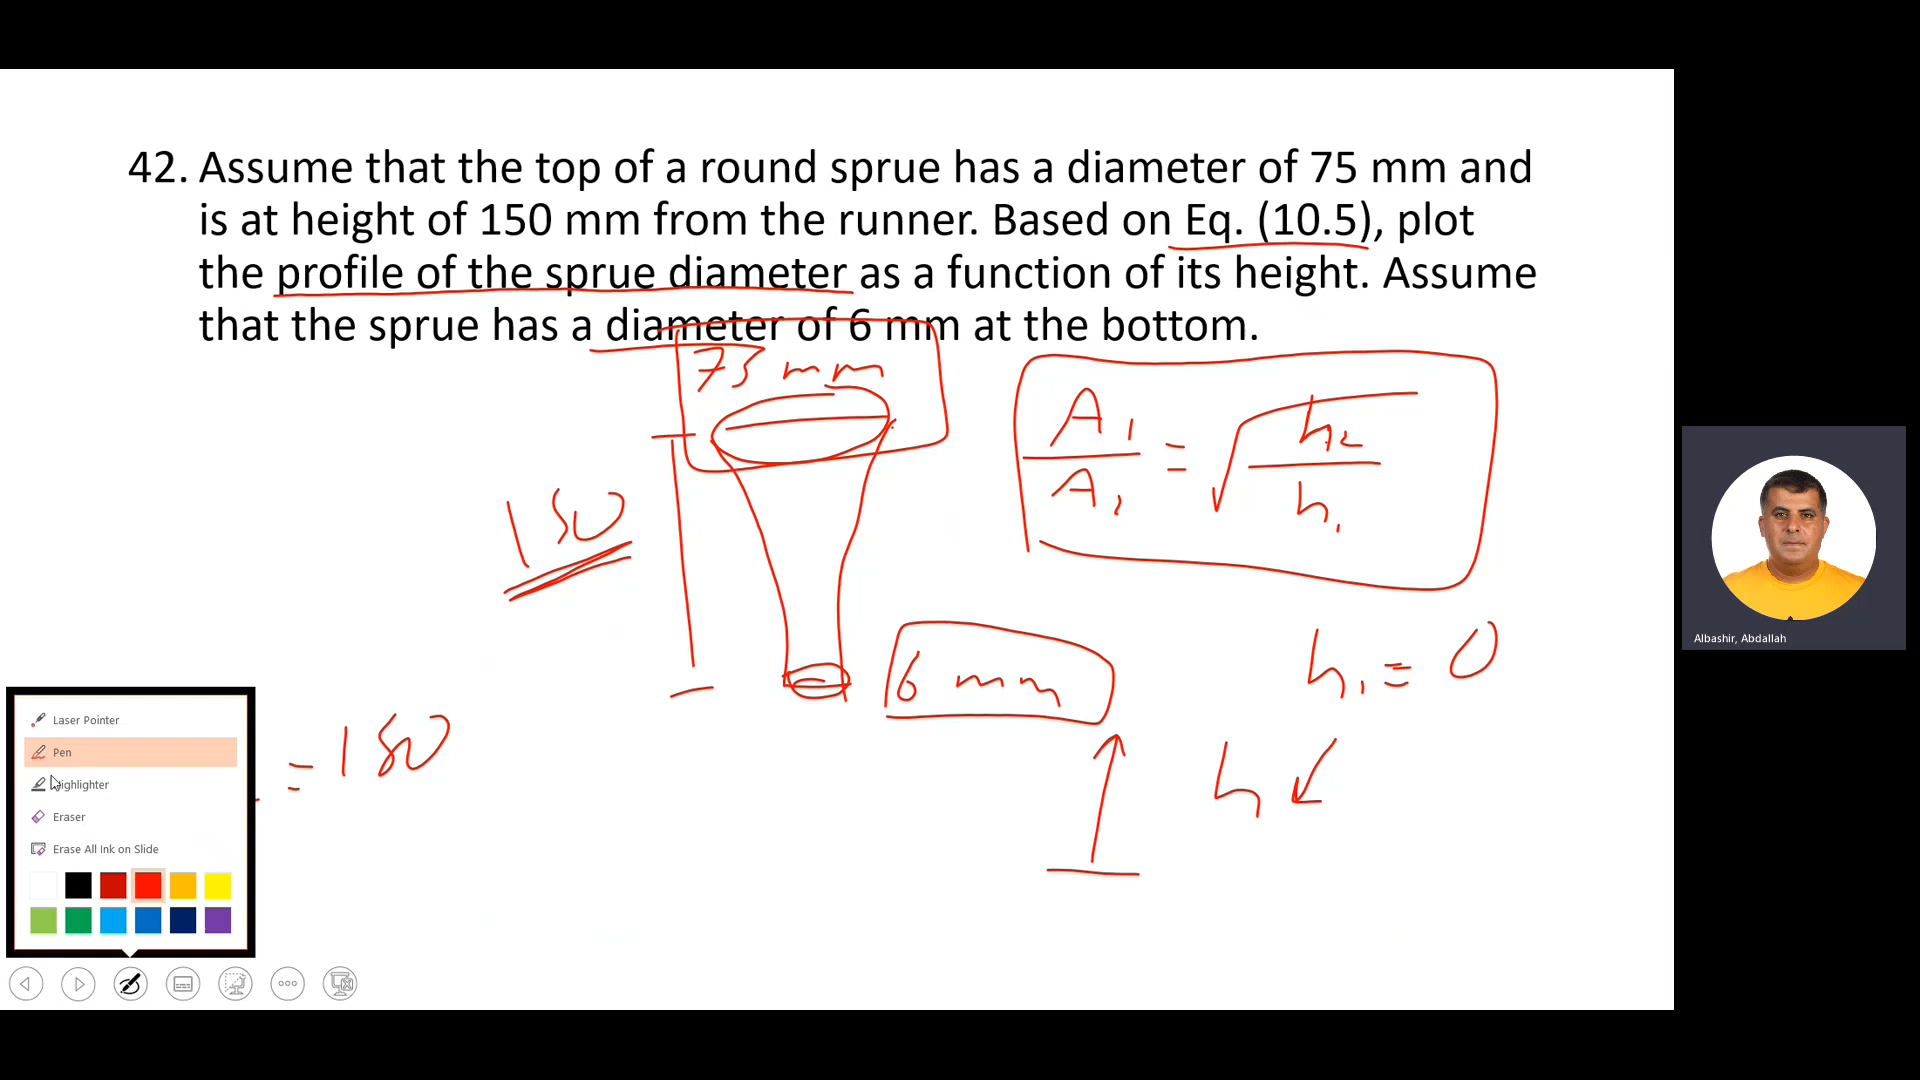 42. Assume that the top of a round sprue has a diameter of 75 mm and
is at height of 150 mm from the runner. Based on Eq. (10.5), plot
the profile of the sprue diameter as a function of its height. Assume
that the sprue has a diameter of 6 mm at the bottom.
75 mm
A1/A2 = √h2/h1
150
6 mm
h1 = 0
= 150
h
Albashir, Abdallah
Laser Pointer
Pen
Highlighter
Eraser
Erase All Ink on Slide